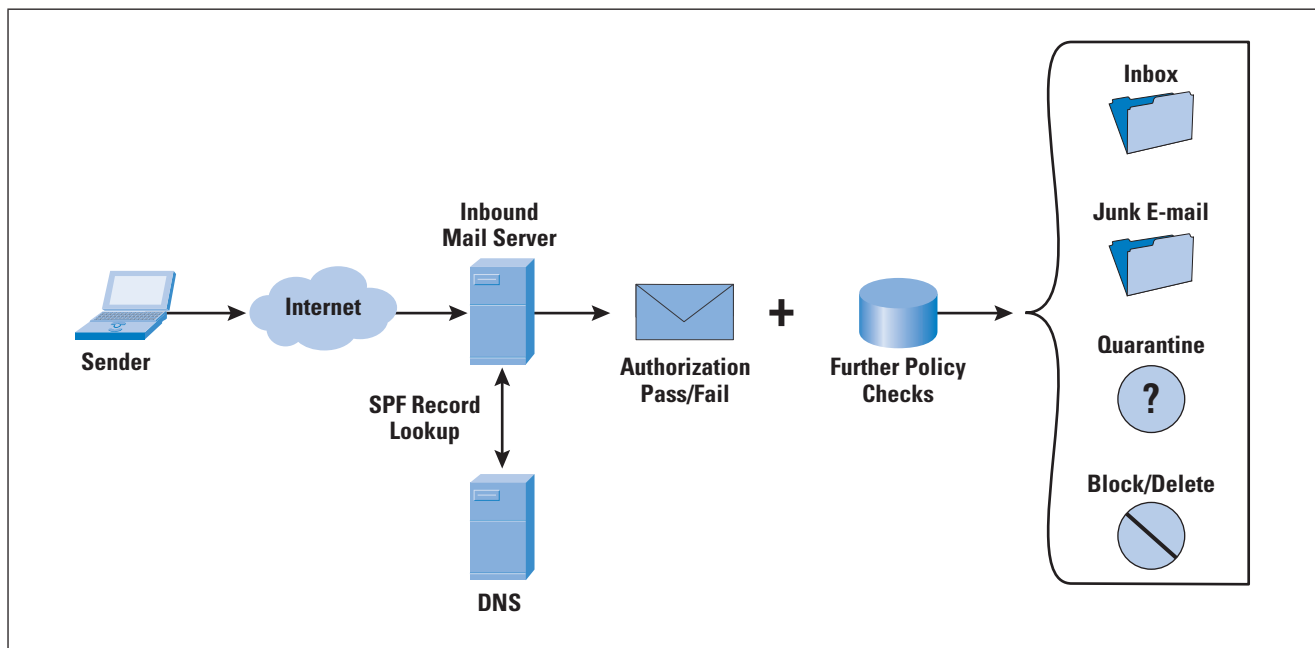 Sender
Internet
Inbound
Mail Server
SPF Record
Lookup
DNS
Authorization
Pass/Fail
+
Further Policy
Checks
Inbox
Junk E-mail
Quarantine
?
Block/Delete